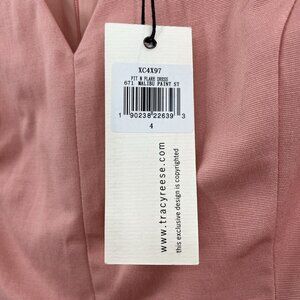 XC4X97
FIT N FLARE DRESS
671 MALIBU PAINT ST
1 90238 22639 3
4
www.tracyreese.com
this exclusive design is copyrighted